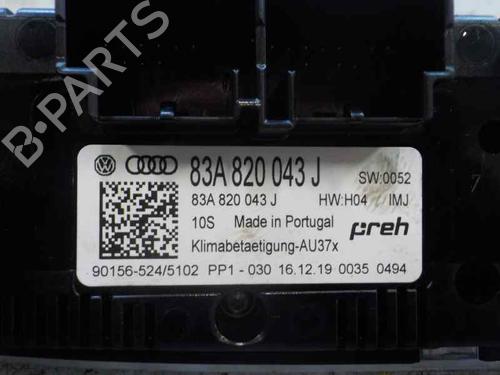 83A 820 043 J
SW:0052
83A 820 043 J
HW:H04
IMJ
10S
Made in Portugal
preh
Klimabetaetigung-AU37x
90156-524/5102
PP1 - 030
16.12.19
0035
0494
7
B-PARTS